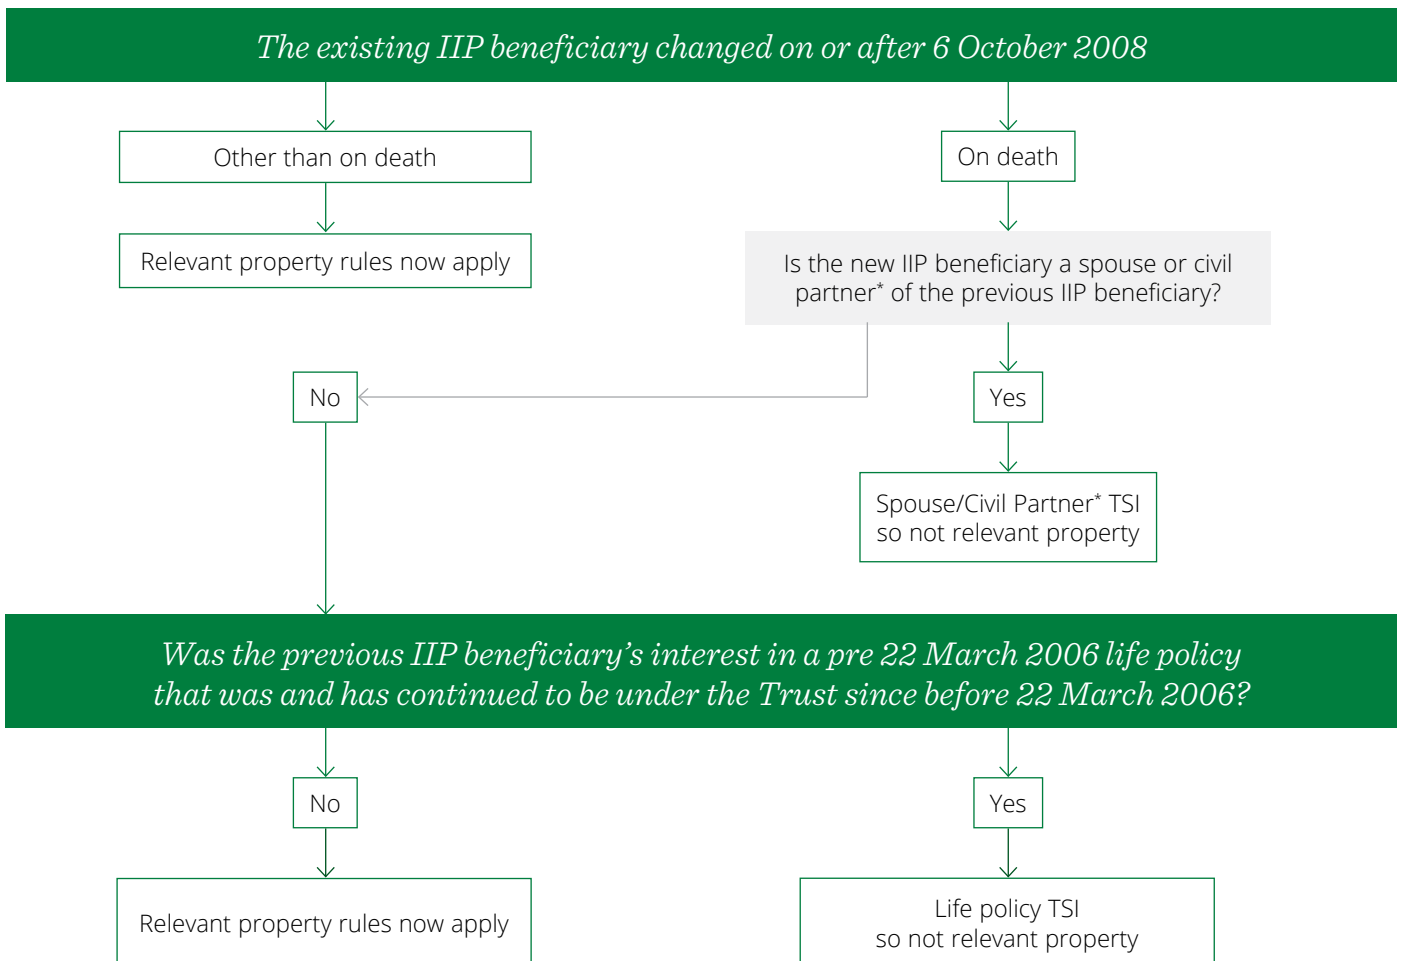 The existing IIP beneficiary changed on or after 6 October 2008
Other than on death
On death
Relevant property rules now apply
Is the new IIP beneficiary a spouse or civil
partner* of the previous IIP beneficiary?
No
Yes
Spouse/Civil Partner* TSI
so not relevant property
Was the previous IIP beneficiary’s interest in a pre 22 March 2006 life policy
that was and has continued to be under the Trust since before 22 March 2006?
No
Yes
Relevant property rules now apply
Life policy TSI
so not relevant property